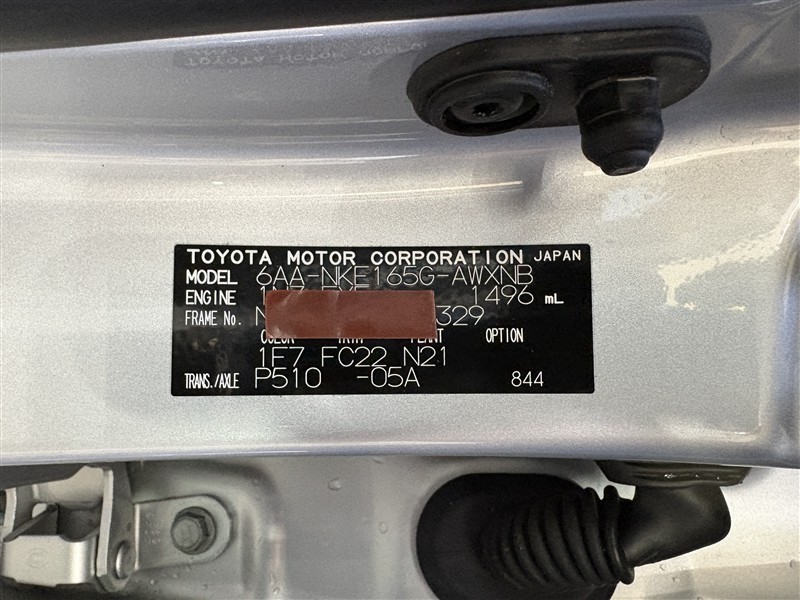 TOYOTA MOTOR CORPORATION JAPAN
MODEL 6AA-NKE165G-AWXNB
ENGINE 1496 mL
FRAME No. N 329
COLOR TRIM PLANT OPTION
1F7 FC22 N21
TRANS./AXLE P510 -05A 844